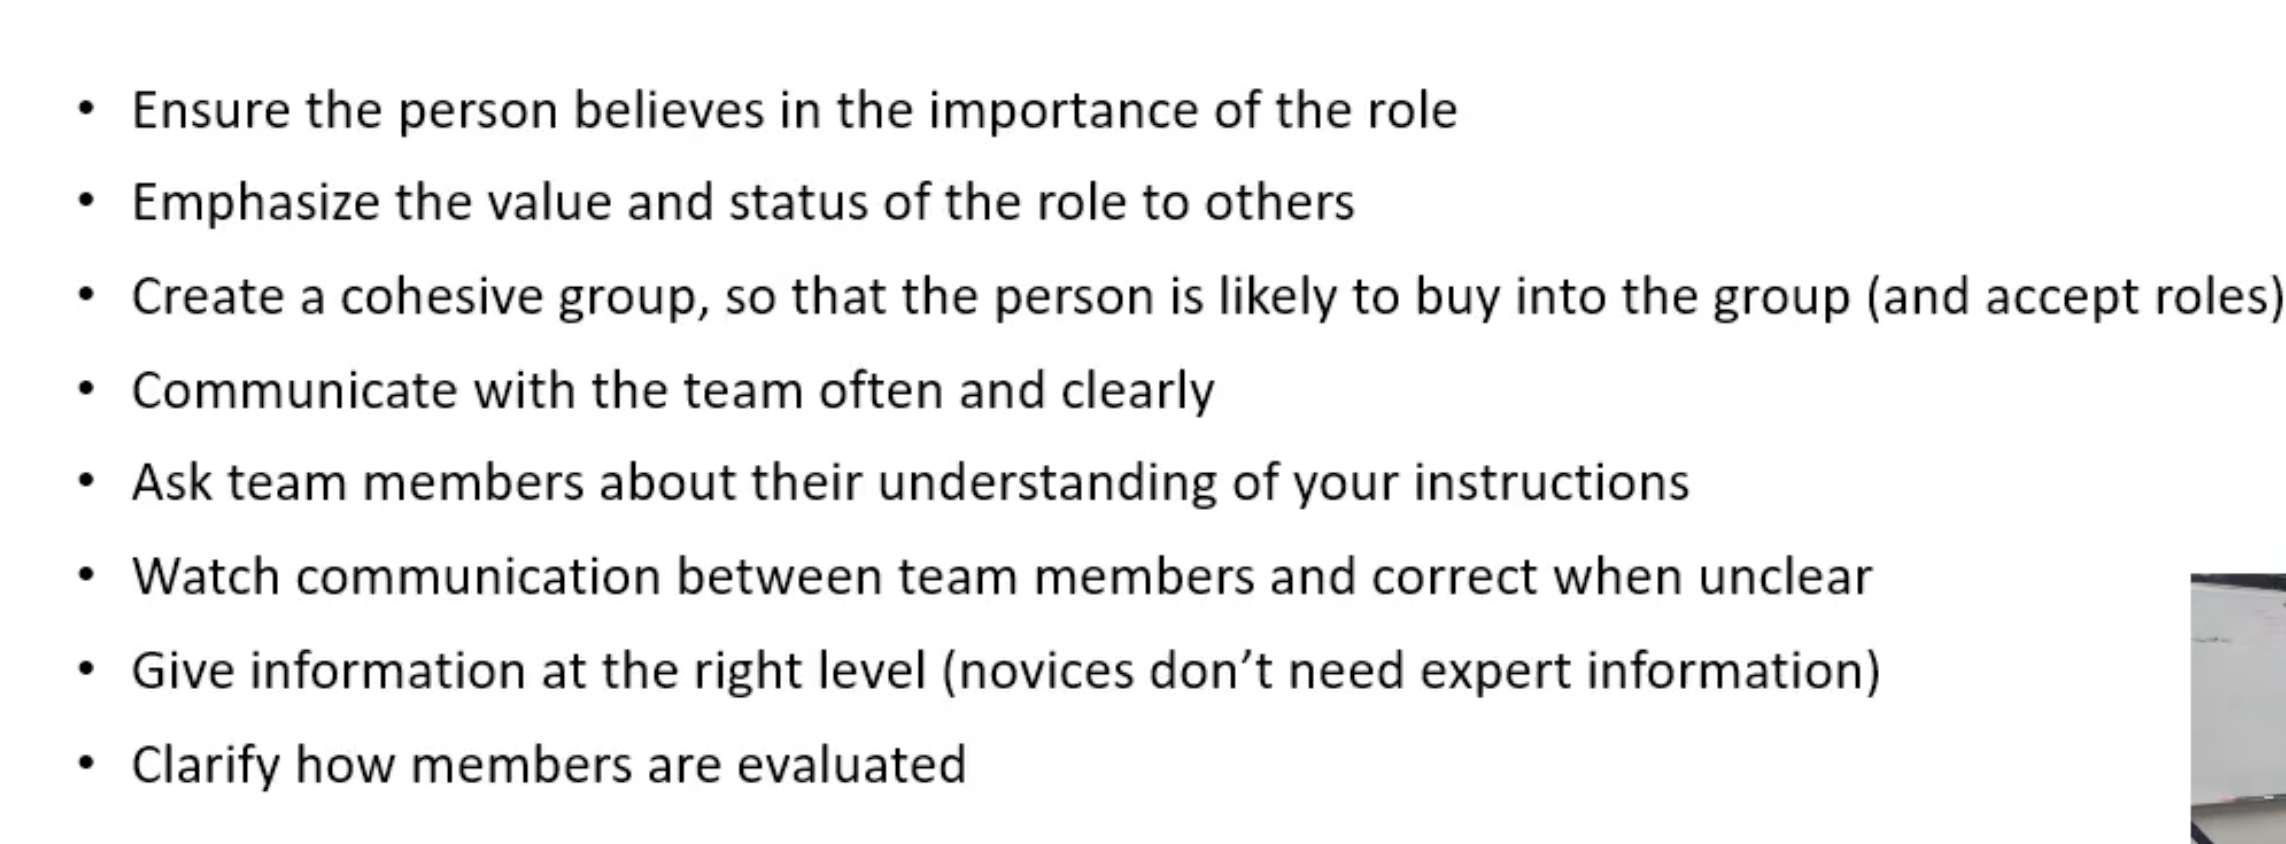 • Ensure the person believes in the importance of the role
• Emphasize the value and status of the role to others
• Create a cohesive group, so that the person is likely to buy into the group (and accept roles)
• Communicate with the team often and clearly
• Ask team members about their understanding of your instructions
• Watch communication between team members and correct when unclear
• Give information at the right level (novices don’t need expert information)
• Clarify how members are evaluated